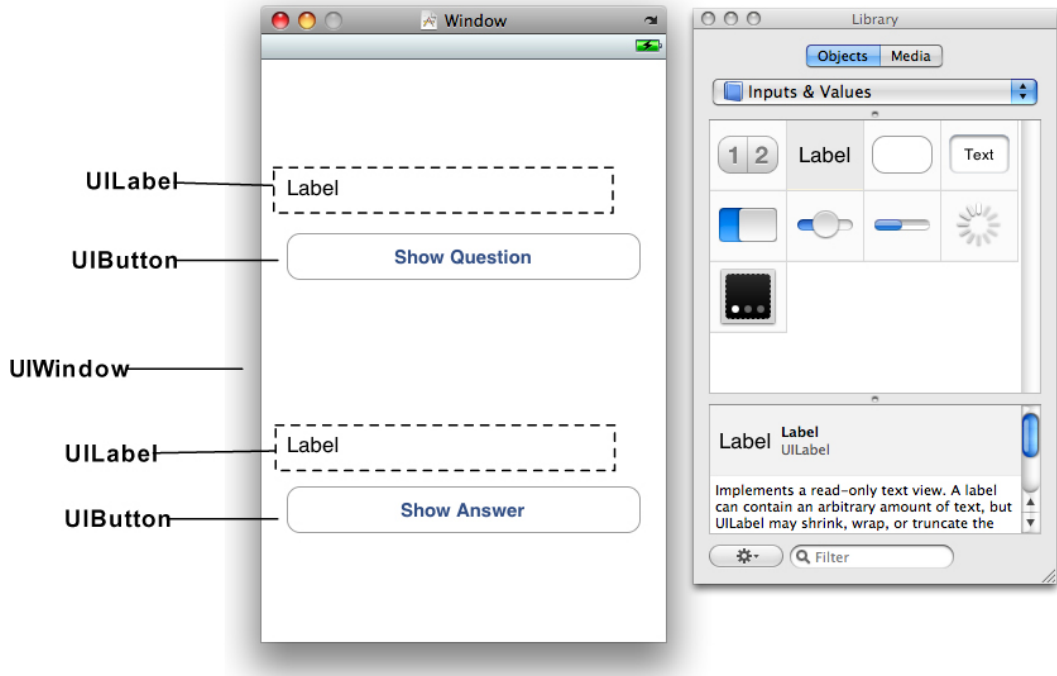 Window
UILabel
Label
UIButton
Show Question
UIWindow
UILabel
Label
UIButton
Show Answer
Library
Objects Media
Inputs & Values
1 2 Label Text
Label Label
UILabel
Implements a read-only text view. A label
can contain an arbitrary amount of text, but
UILabel may shrink, wrap, or truncate the
Filter